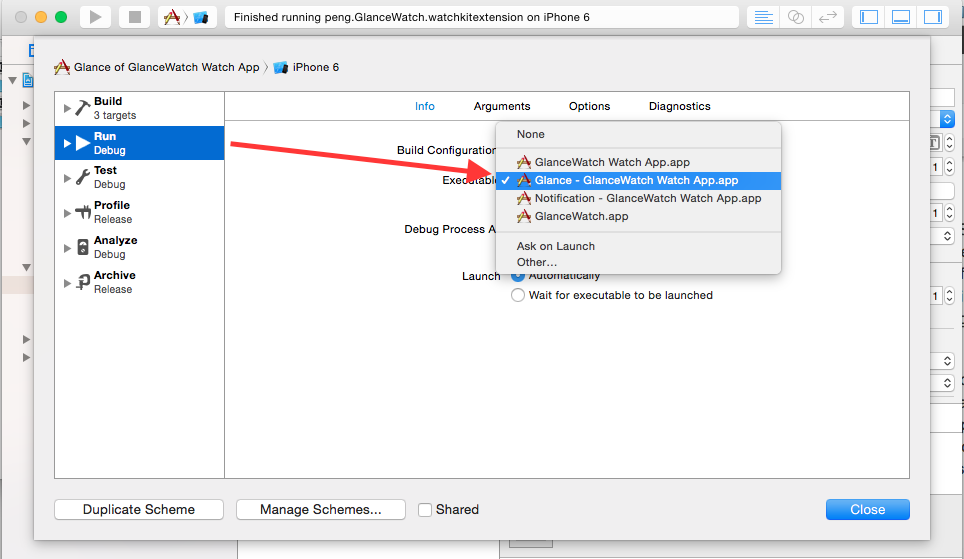 Finished running peng.GlanceWatch.watchkitextension on iPhone 6
Glance of GlanceWatch Watch App iPhone 6
Build
3 targets
Run
Debug
Test
Debug
Profile
Release
Analyze
Debug
Archive
Release
Info Arguments Options Diagnostics
Build Configuration
Executable
Debug Process A
Launch
None
GlanceWatch Watch App.app
Glance - GlanceWatch Watch App.app
Notification - GlanceWatch Watch App.app
GlanceWatch.app
Ask on Launch
Other...
Automatically
Wait for executable to be launched
Duplicate Scheme
Manage Schemes...
Shared
Close
T
1
1
1